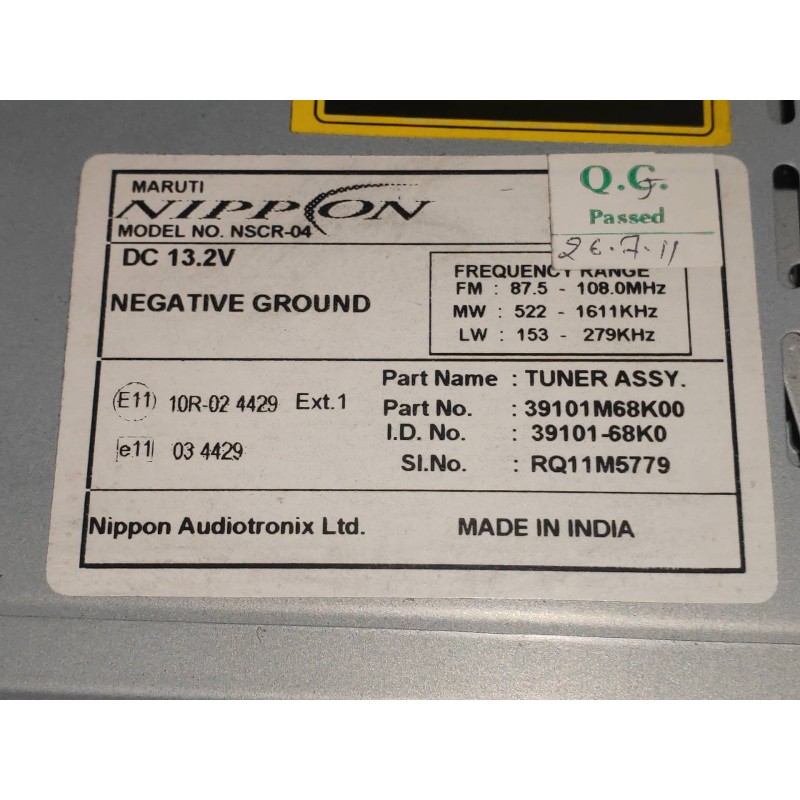 MARUTI
NIPPON
MODEL NO. NSCR-04
Q.C.
Passed
26.7.11
DC 13.2V
NEGATIVE GROUND
FREQUENCY RANGE
FM : 87.5 - 108.0MHz
MW : 522 - 1611KHz
LW : 153 - 279KHz
E11 10R-02 4429 Ext.1
e11 03 4429
Part Name : TUNER ASSY.
Part No. : 39101M68K00
I.D. No. : 39101-68K0
Sl.No. : RQ11M5779
Nippon Audiotronix Ltd. MADE IN INDIA